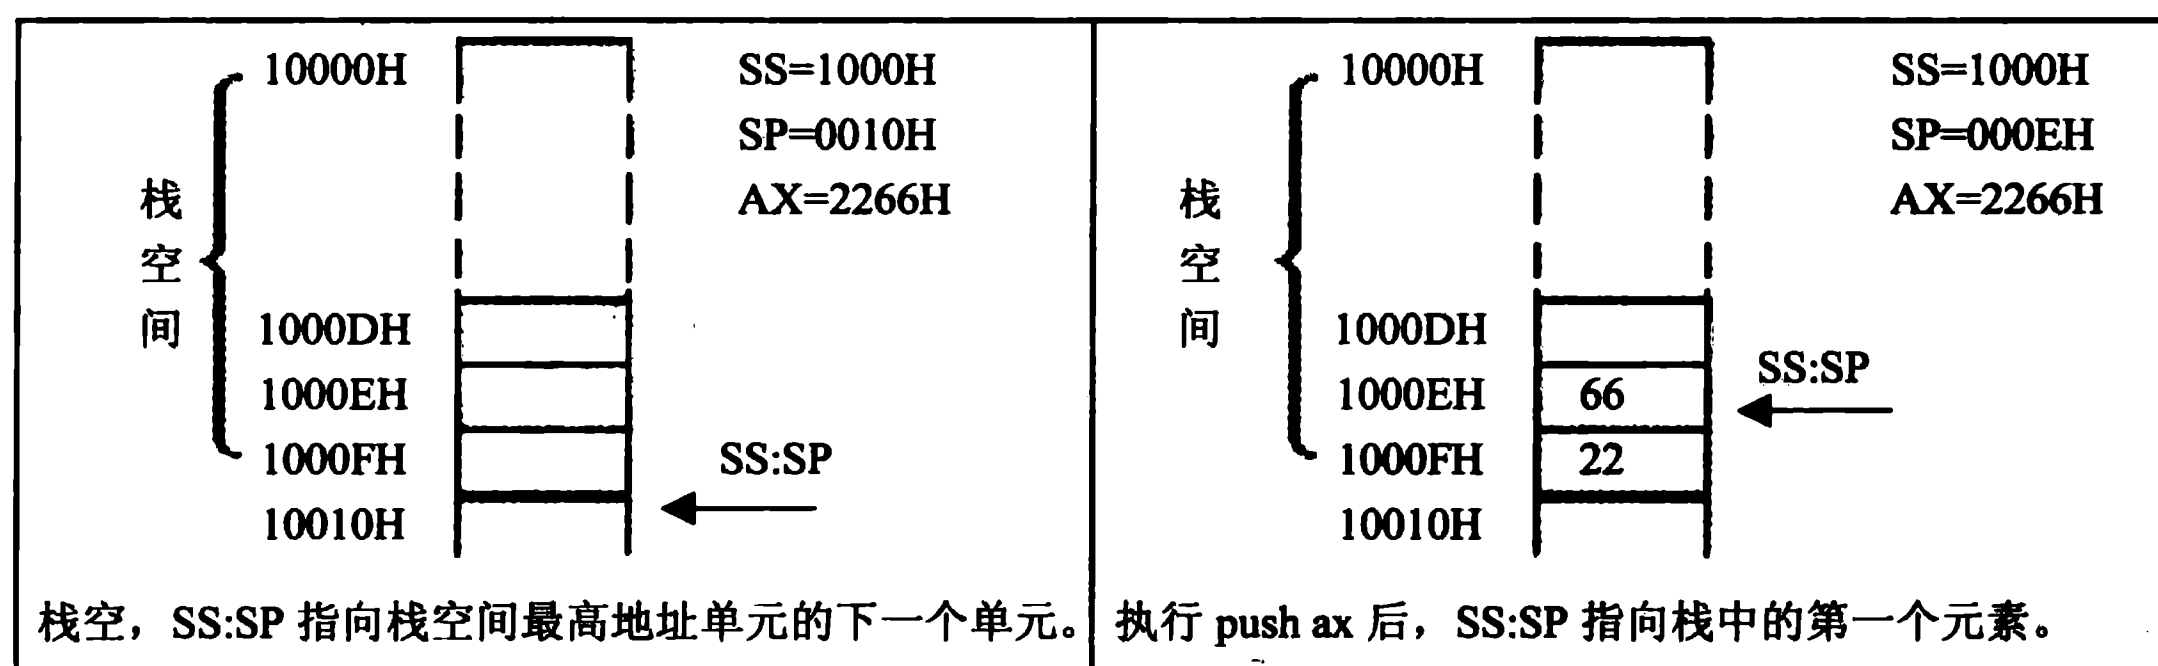 10000H
SS=1000H
SP=0010H
AX=2266H
栈
空
间
1000DH
1000EH
1000FH
SS:SP
10010H
栈空，SS:SP 指向栈空间最高地址单元的下一个单元。
10000H
SS=1000H
SP=000EH
AX=2266H
栈
空
间
1000DH
SS:SP
1000EH 66
1000FH 22
10010H
执行 push ax 后，SS:SP 指向栈中的第一个元素。